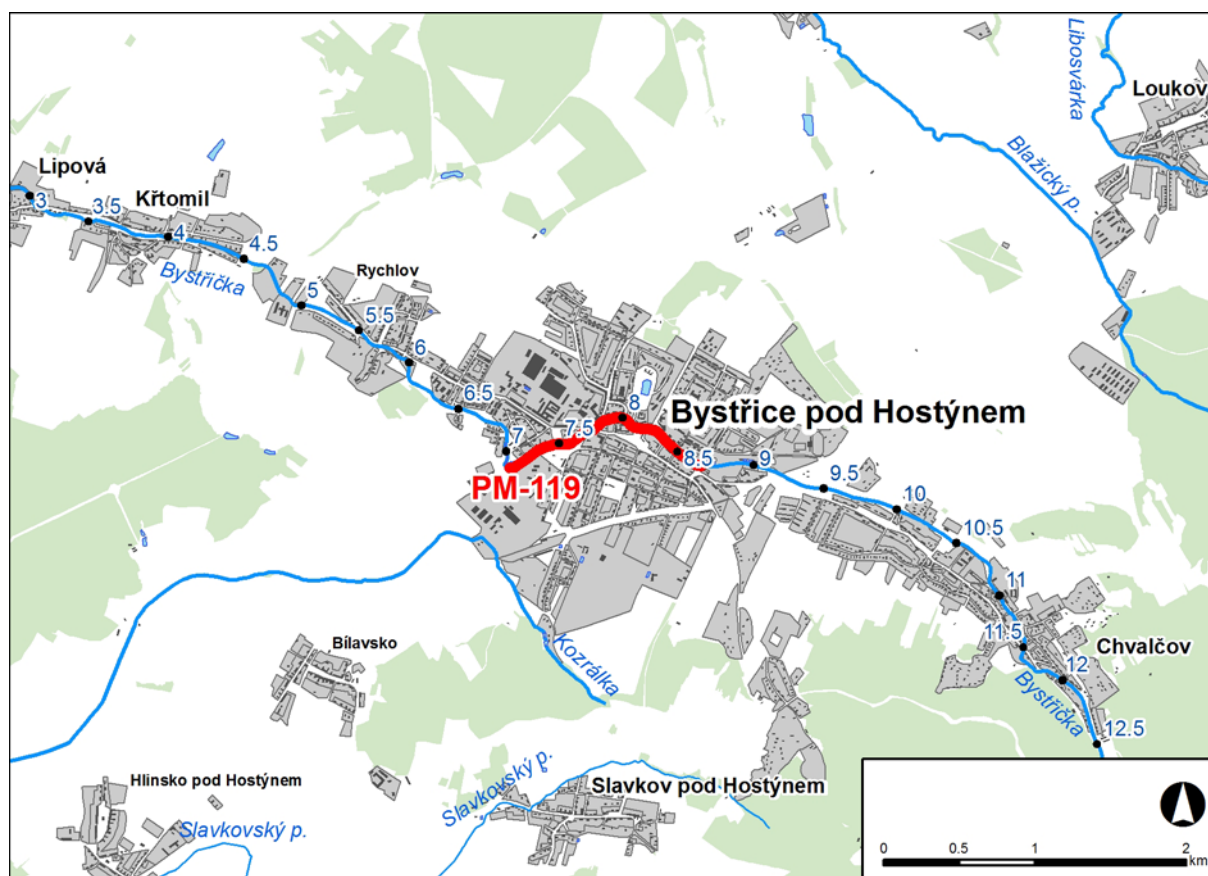 Libosvárka
Loukov
Blažický p.
Lipová
3
3.5
Křtomil
4
4.5
Bystřička
Rychlov
5
5.5
6
6.5
7
7.5
8
Bystřice pod Hostýnem
8.5
9
PM-119
9.5
10
10.5
11
11.5
Chvalčov
12
Bystřička
12.5
Bílavsko
Kozrálka
Hlinsko pod Hostýnem
Slavkovský p.
Slavkovský p.
Slavkov pod Hostýnem
0 0.5 1 2
km